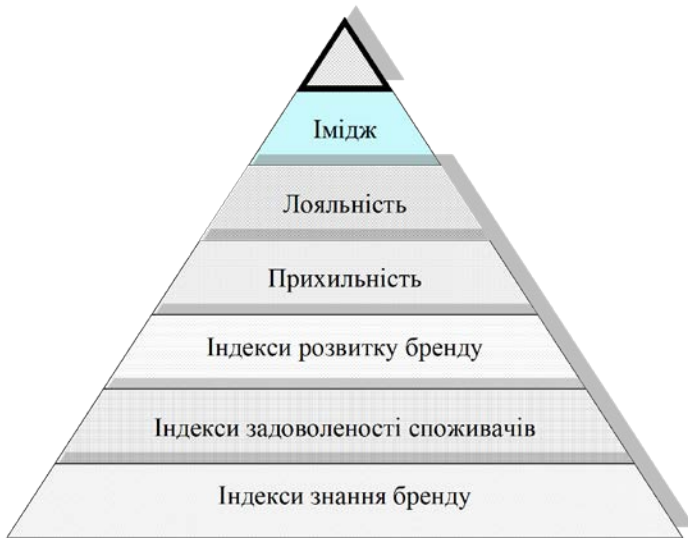 Імідж
Лояльність
Прихильність
Індекси розвитку бренду
Індекси задоволеності споживачів
Індекси знання бренду